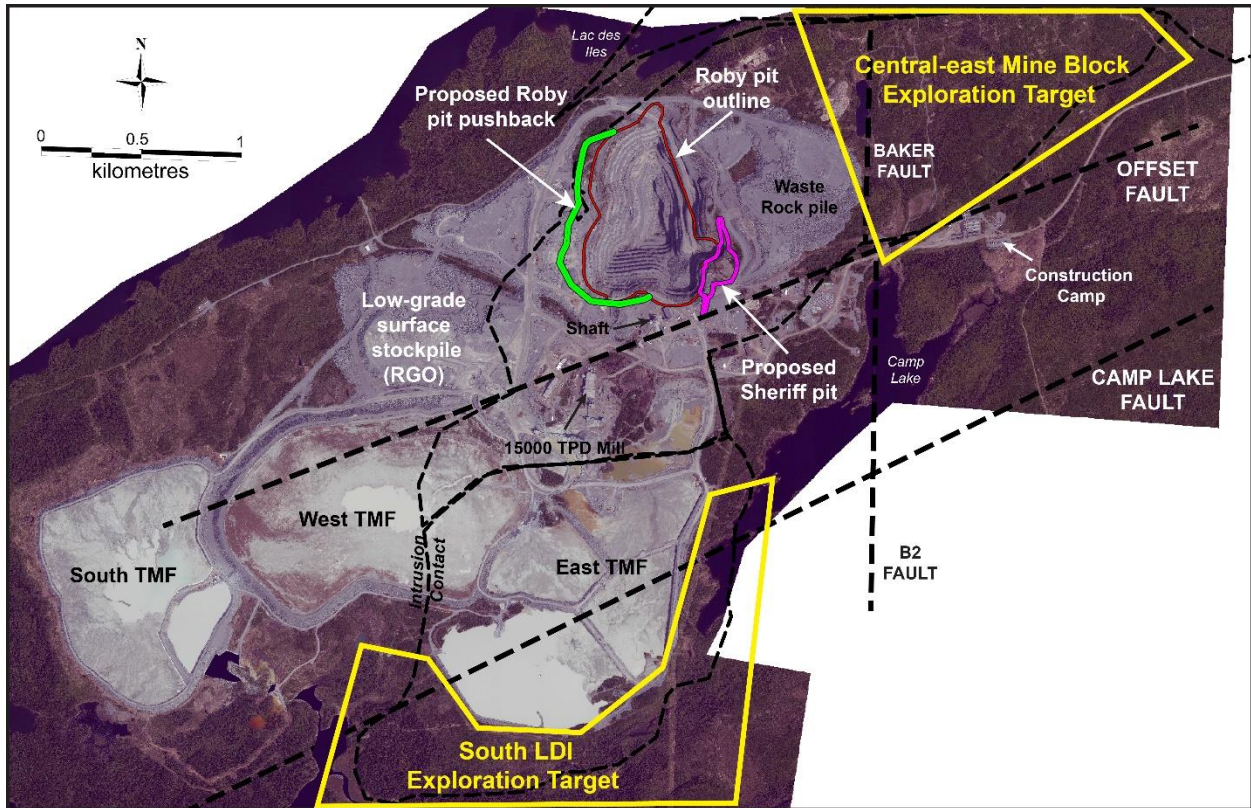 N
0 0.5 1
kilometres
Lac des
Iles
Proposed Roby
pit pushback
Roby pit
outline
Central-east Mine Block
Exploration Target
BAKER
FAULT
OFFSET
FAULT
Waste
Rock pile
Construction
Camp
Low-grade
surface
stockpile
(RGO)
Shaft
Proposed
Sheriff pit
Camp
Lake
CAMP LAKE
FAULT
15000 TPD Mill
West TMF
South TMF
East TMF
Intrusion
Contact
B2
FAULT
South LDI
Exploration Target